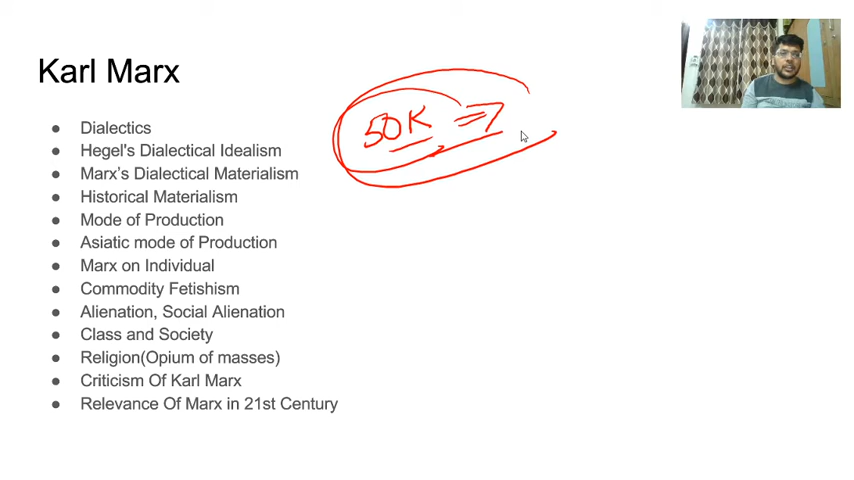 Karl Marx
50K =7
● Dialectics
● Hegel's Dialectical Idealism
● Marx's Dialectical Materialism
● Historical Materialism
● Mode of Production
● Asiatic mode of Production
● Marx on Individual
● Commodity Fetishism
● Alienation, Social Alienation
● Class and Society
● Religion(Opium of masses)
● Criticism Of Karl Marx
● Relevance Of Marx in 21st Century